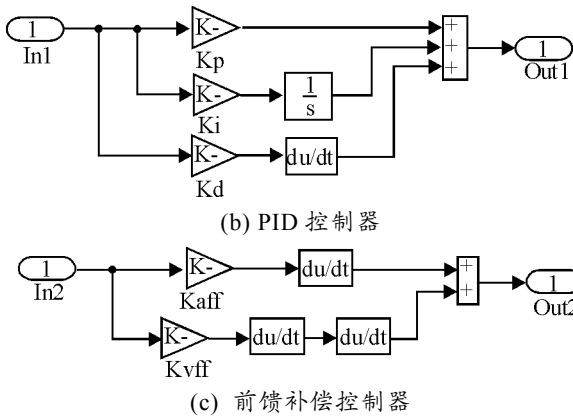 1
In1
K-
Kp
+
+
+
1
Out1
K-
Ki
1
s
K-
Kd
du/dt
(b) PID 控制器
1
In2
K-
Kaff
du/dt
+
+
1
Out2
K-
Kvff
du/dt
du/dt
(c) 前馈补偿控制器